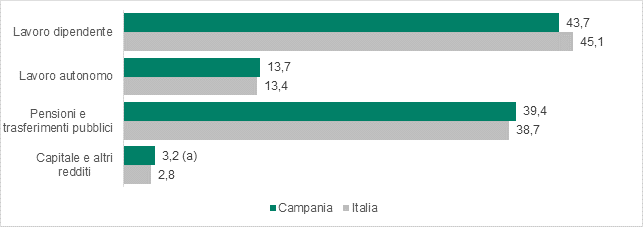 Lavoro dipendente
43,7
45,1
Lavoro autonomo
13,7
13,4
Pensioni e
trasferimenti pubblici
39,4
38,7
Capitale e altri
redditi
3,2 (a)
2,8
Campania
Italia